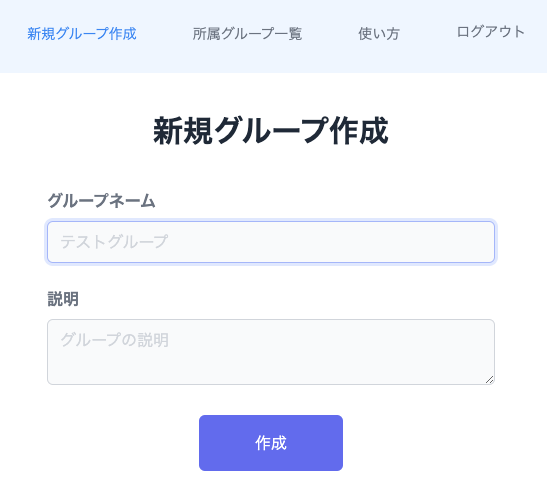 新規グループ作成 所属グループ一覧 使い方 ログアウト
新規グループ作成
グループネーム
テストグループ
説明
グループの説明
作成